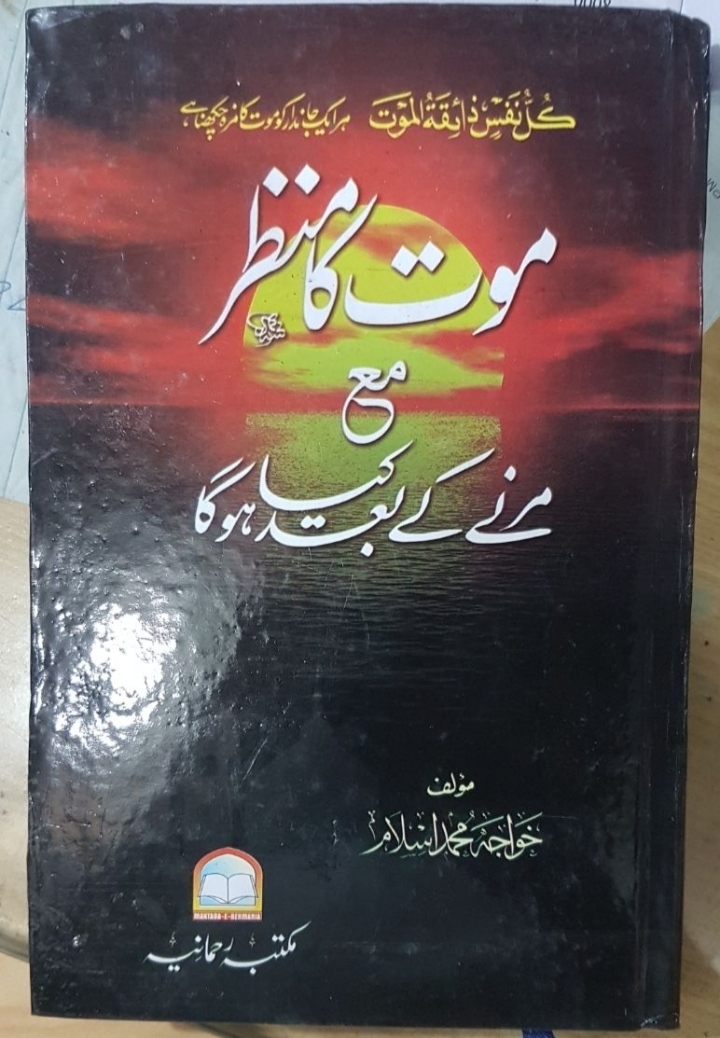 کُلُّ نَفْسٍ ذَائِقَةُ الْمَوْتِ ہر ایک جاندار کو موت کا مزہ چکھنا ہے
موت کا منظر
مع
مرنے کے بعد کیا ہوگا
مؤلف
خواجہ محمد اسلام
MAKTABA-E-REHMANIA
مکتبہ رحمانیہ